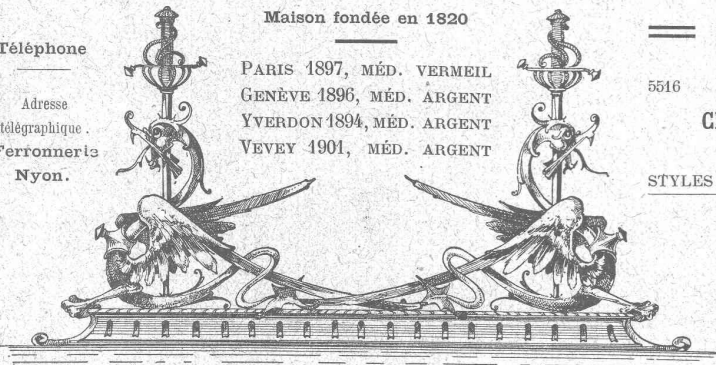 Maison fondée en 1820
Téléphone
Adresse
télégraphique.
Ferronnerie
Nyon.
PARIS 1897, MÉD. VERMEIL
GENÈVE 1896, MÉD. ARGENT
YVERDON 1894, MÉD. ARGENT
VEVEY 1901, MÉD. ARGENT
5516
STYLES